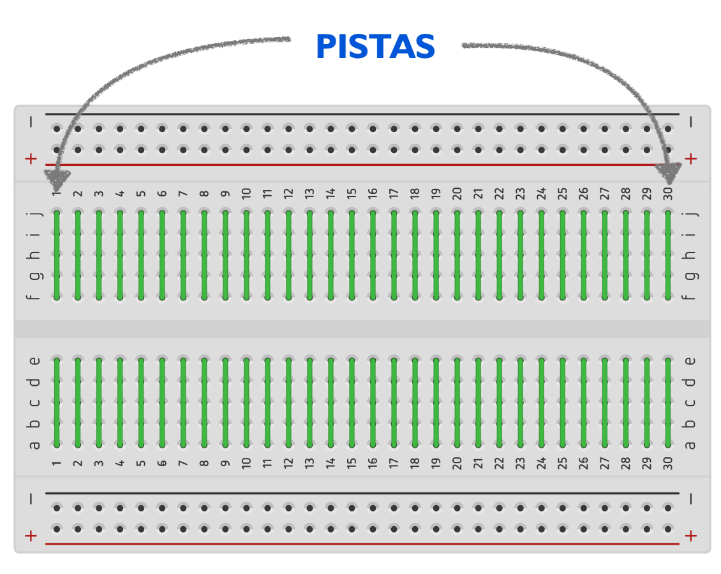 PISTAS
− −
+ +
1 2 3 4 5 6 7 8 9 10 11 12 13 14 15 16 17 18 19 20 21 22 23 24 25 26 27 28 29 30
j j
i i
h h
g g
f f
e e
d d
c c
b b
a a
1 2 3 4 5 6 7 8 9 10 11 12 13 14 15 16 17 18 19 20 21 22 23 24 25 26 27 28 29 30
− −
+ +